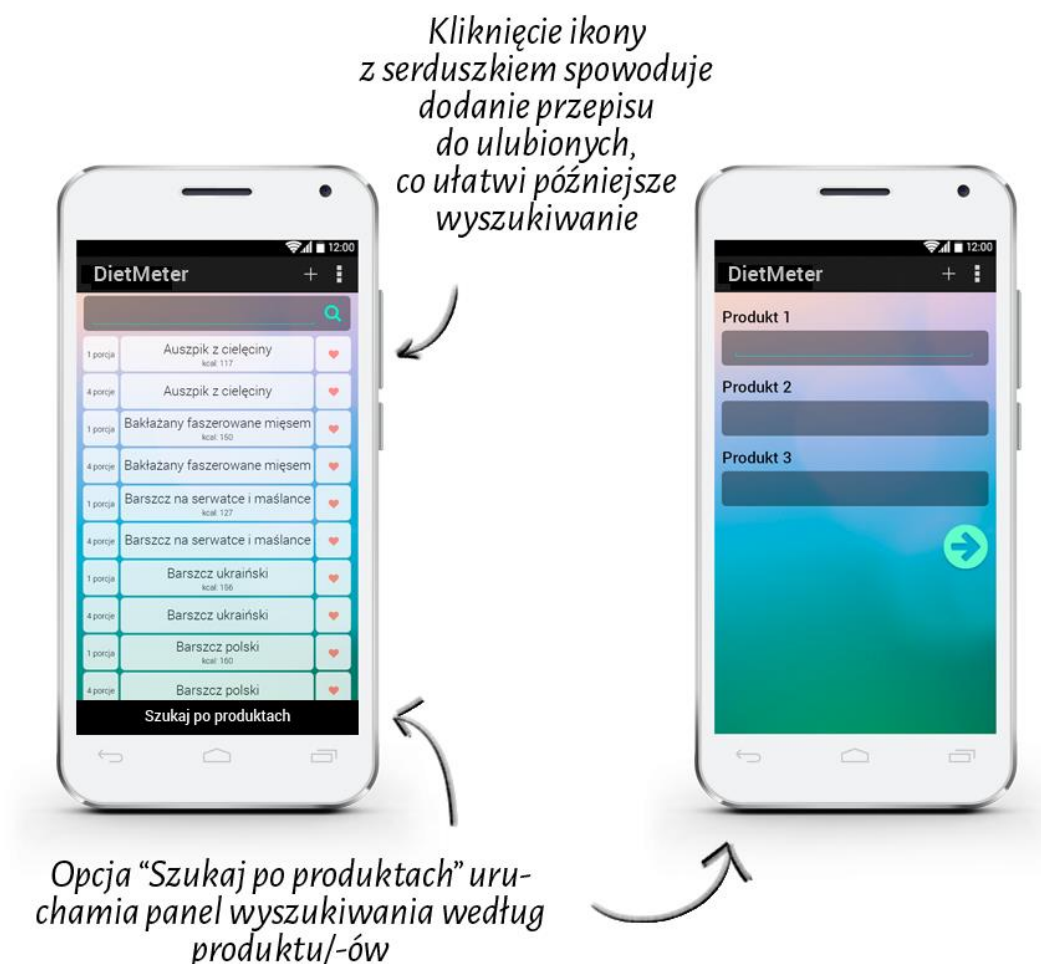 Kliknięcie ikony
z serduszkiem spowoduje
dodanie przepisu
do ulubionych,
co ułatwi późniejsze
wyszukiwanie
12:00
DietMeter
1 porcja
Auszpik z cielęciny
kcal: 117
4 porcje
Auszpik z cielęciny
1 porcja
Bakłażany faszerowane mięsem
kcal: 150
4 porcje
Bakłażany faszerowane mięsem
1 porcja
Barszcz na serwatce i maślance
kcal: 127
4 porcje
Barszcz na serwatce i maślance
1 porcja
Barszcz ukraiński
kcal: 156
4 porcje
Barszcz ukraiński
1 porcja
Barszcz polski
kcal: 160
4 porcje
Barszcz polski
Szukaj po produktach
12:00
DietMeter
Produkt 1
Produkt 2
Produkt 3
Opcja “Szukaj po produktach” uru-
chamia panel wyszukiwania według
produktu/-ów